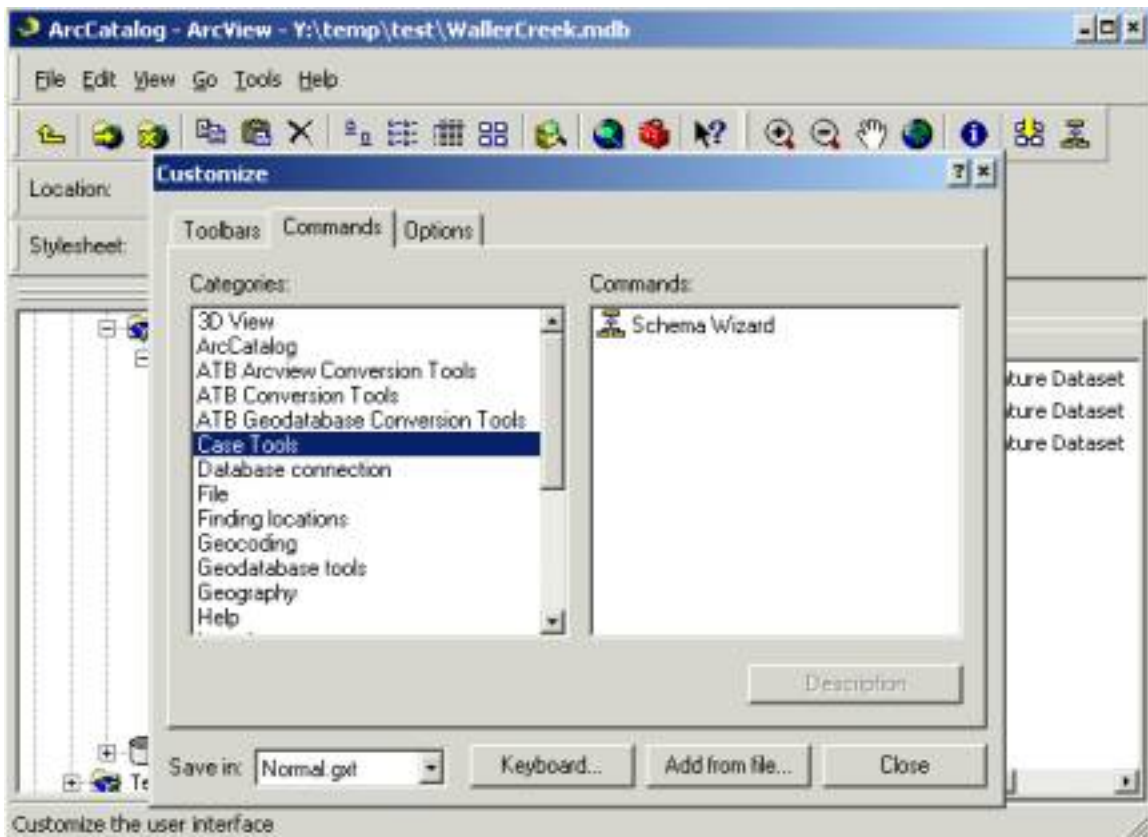 ArcCatalog - ArcView - Y:\temp\test\WallerCreek.mdb
File Edit View Go Tools Help
Location:
Stylesheet:
Customize
Toolbars Commands Options
Categories:
3D View
ArcCatalog
ATB Arcview Conversion Tools
ATB Conversion Tools
ATB Geodatabase Conversion Tools
Case Tools
Database connection
File
Finding locations
Geocoding
Geodatabase tools
Geography
Help
Commands:
Schema Wizard
ture Dataset
ture Dataset
ture Dataset
Description
Save in: Normal.gxt Keyboard... Add from file... Close
Te
Customize the user interface